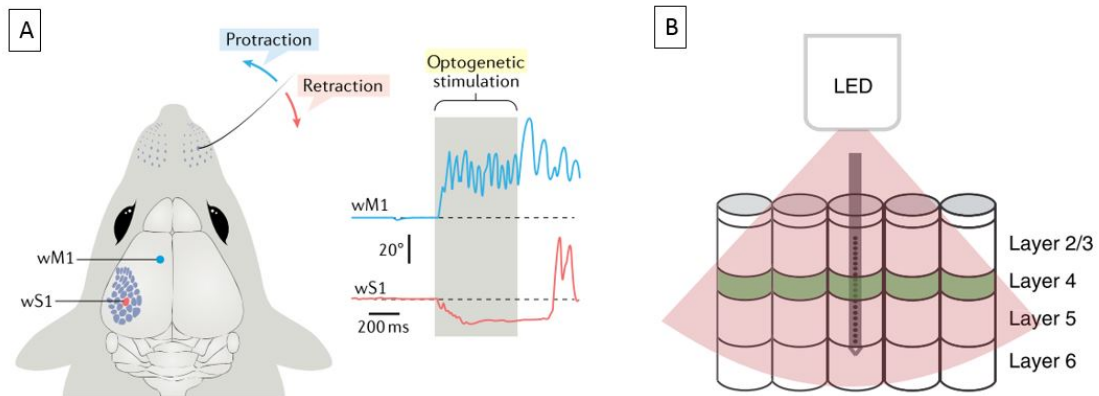 A
Protraction
Retraction
Optogenetic
stimulation
wM1
wS1
wM1
20°
wS1
200 ms
B
LED
Layer 2/3
Layer 4
Layer 5
Layer 6